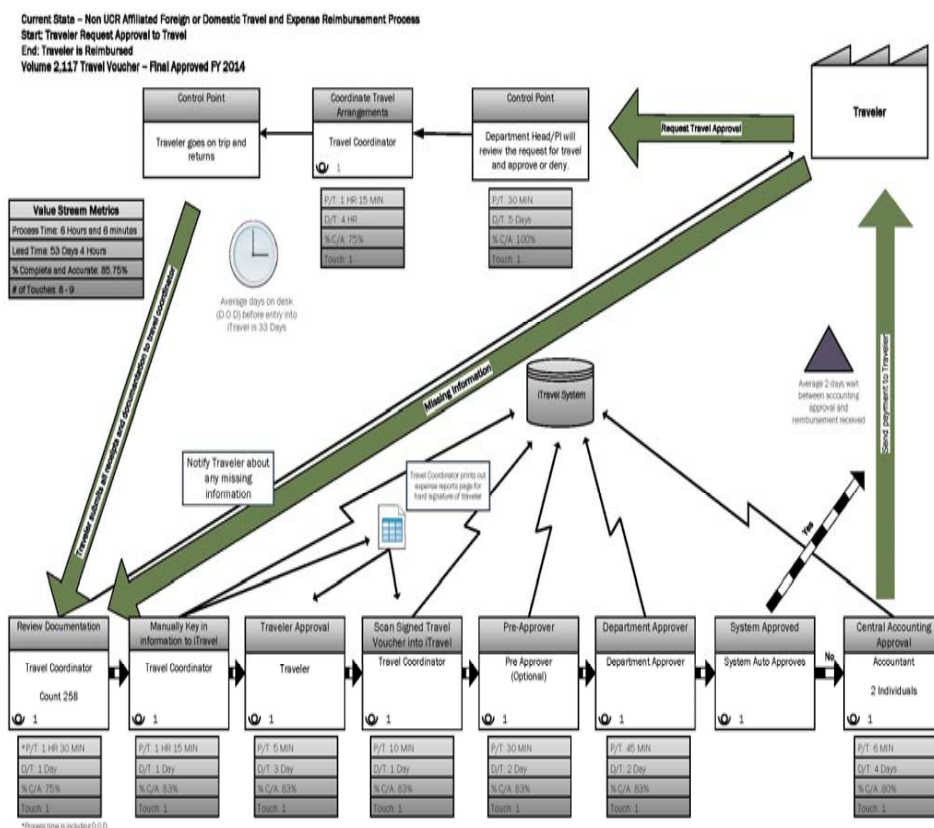 Current State – Non UCR Affiliated Foreign or Domestic Travel and Expense Reimbursement Process
Start: Traveler Request Approval to Travel
End: Traveler is Reimbursed
Volume 2,117 Travel Voucher – Final Approved FY 2014
Control Point
Traveler goes on trip and
returns
Coordinate Travel
Arrangements
Travel Coordinator
1
P/T: 1 HR 15 MIN
D/T: 4 HR
% C/A: 75%
Touch: 1
Control Point
Department Head/PI will
review the request for
travel and approve or deny.
P/T: 30 MIN
D/T: 5 Days
% C/A: 100%
Touch: 1
Request Travel Approval
Traveler
Value Stream Metrics
Process Time: 6 Hours and 6 minutes
Lead Time: 53 Days 4 Hours
% Complete and Accurate: 85.75%
# of Touches: 8 - 9
Average days on desk
(D.O.D) before entry into
iTravel is 33 Days
Traveler submits all receipts and documentation to travel coordinator
Missing Information
Notify Traveler about
any missing
information
Travel Coordinator prints out
expense reports page for
hard signature of traveler
iTravel System
Average 2 days wait
between accounting
approval and
reimbursement received
Send payment to Traveler
Yes
No
Review Documentation
Travel Coordinator
Count 258
1
*P/T: 1 HR 30 MIN
D/T: 1 Day
% C/A: 75%
Touch: 1
*Process time is including D.O.D
Manually Key in
information to iTravel
Travel Coordinator
1
P/T: 1 HR 15 MIN
D/T: 1 Day
% C/A: 83%
Touch: 1
Traveler Approval
Traveler
1
P/T: 5 MIN
D/T: 3 Day
% C/A: 83%
Touch: 1
Scan Signed Travel
Voucher into iTravel
Travel Coordinator
1
P/T: 10 MIN
D/T: 1 Day
% C/A: 83%
Touch: 1
Pre-Approver
Pre Approver
(Optional)
1
P/T: 30 MIN
D/T: 2 Day
% C/A: 83%
Touch: 1
Department Approver
Department Approver
1
P/T: 45 MIN
D/T: 2 Day
% C/A: 83%
Touch: 1
System Approved
System Auto Approves
1
Central Accounting
Approval
Accountant
2 Individuals
1
P/T: 6 MIN
D/T: 4 Days
% C/A: 80%
Touch: 1